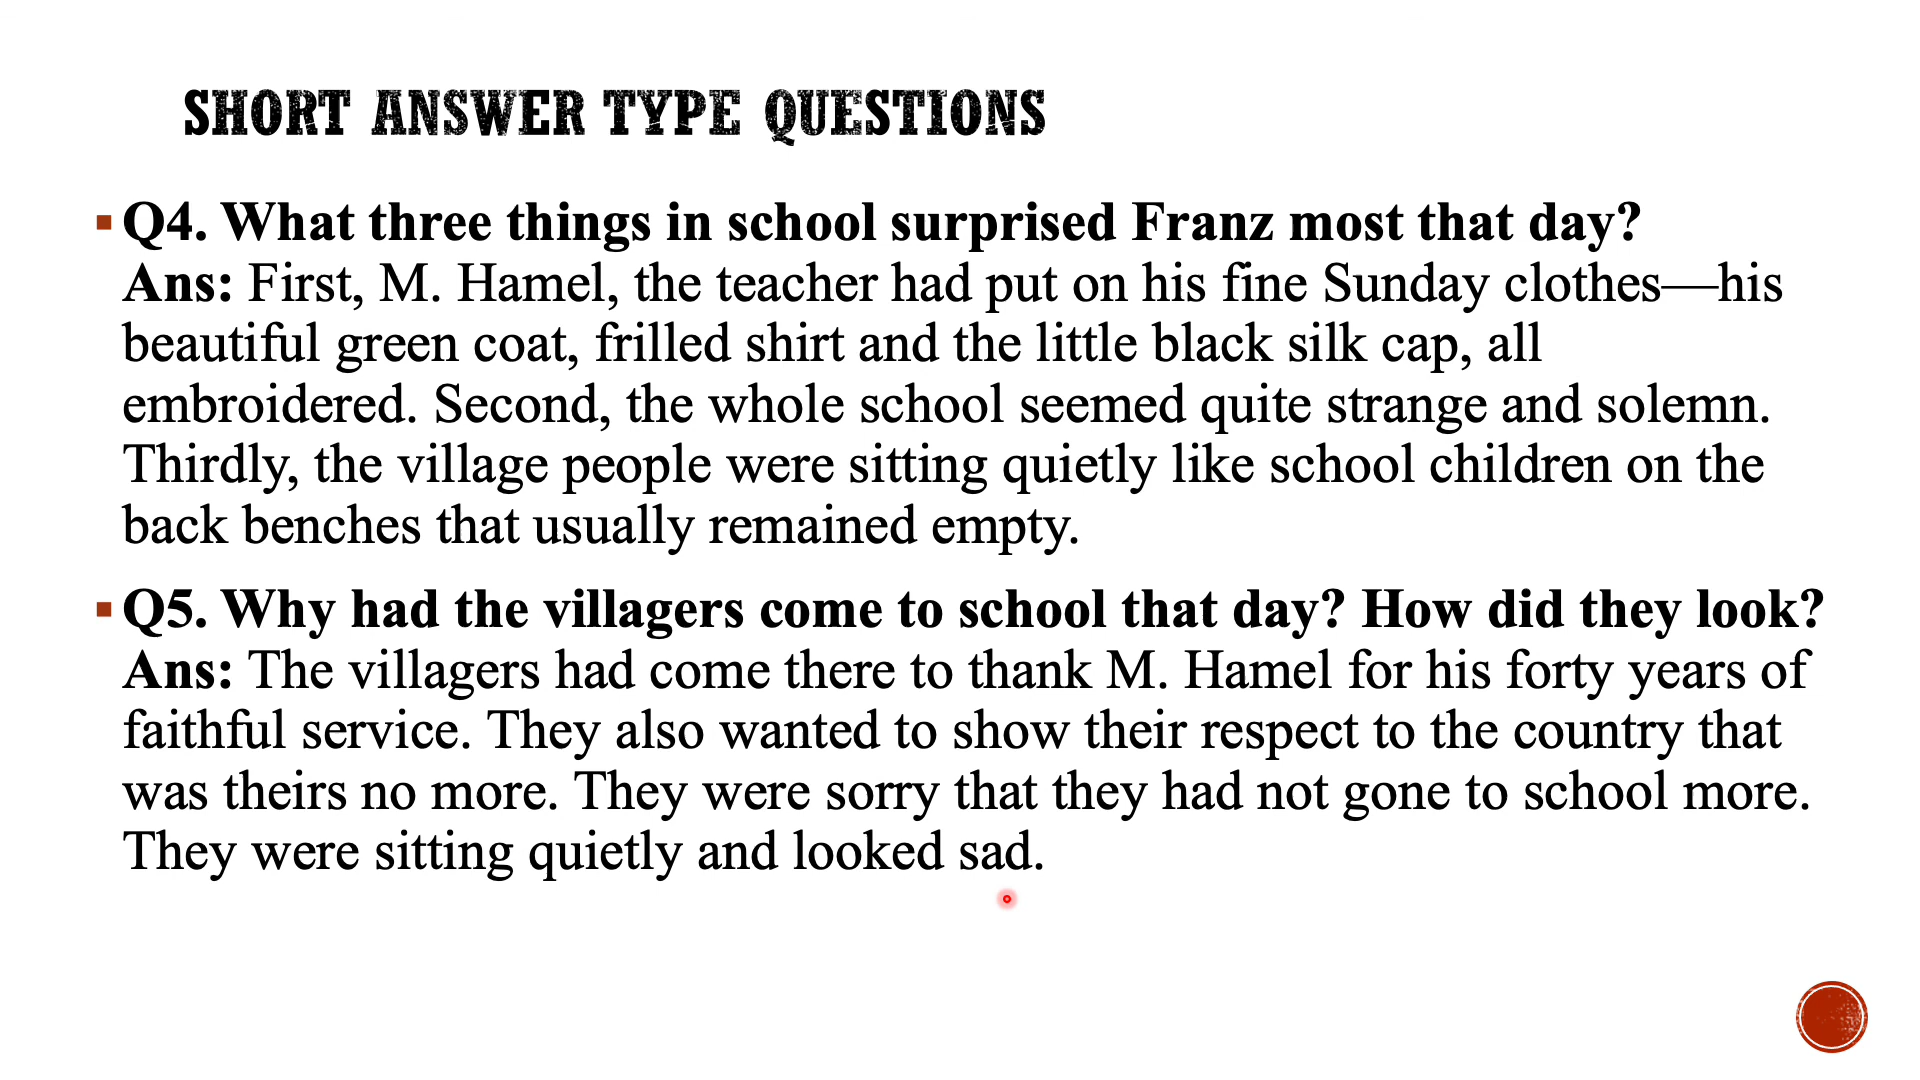 SHORT ANSWER TYPE QUESTIONS
▪Q4. What three things in school surprised Franz most that day?
Ans: First, M. Hamel, the teacher had put on his fine Sunday clothes—his
beautiful green coat, frilled shirt and the little black silk cap, all
embroidered. Second, the whole school seemed quite strange and solemn.
Thirdly, the village people were sitting quietly like school children on the
back benches that usually remained empty.
▪Q5. Why had the villagers come to school that day? How did they look?
Ans: The villagers had come there to thank M. Hamel for his forty years of
faithful service. They also wanted to show their respect to the country that
was theirs no more. They were sorry that they had not gone to school more.
They were sitting quietly and looked sad.